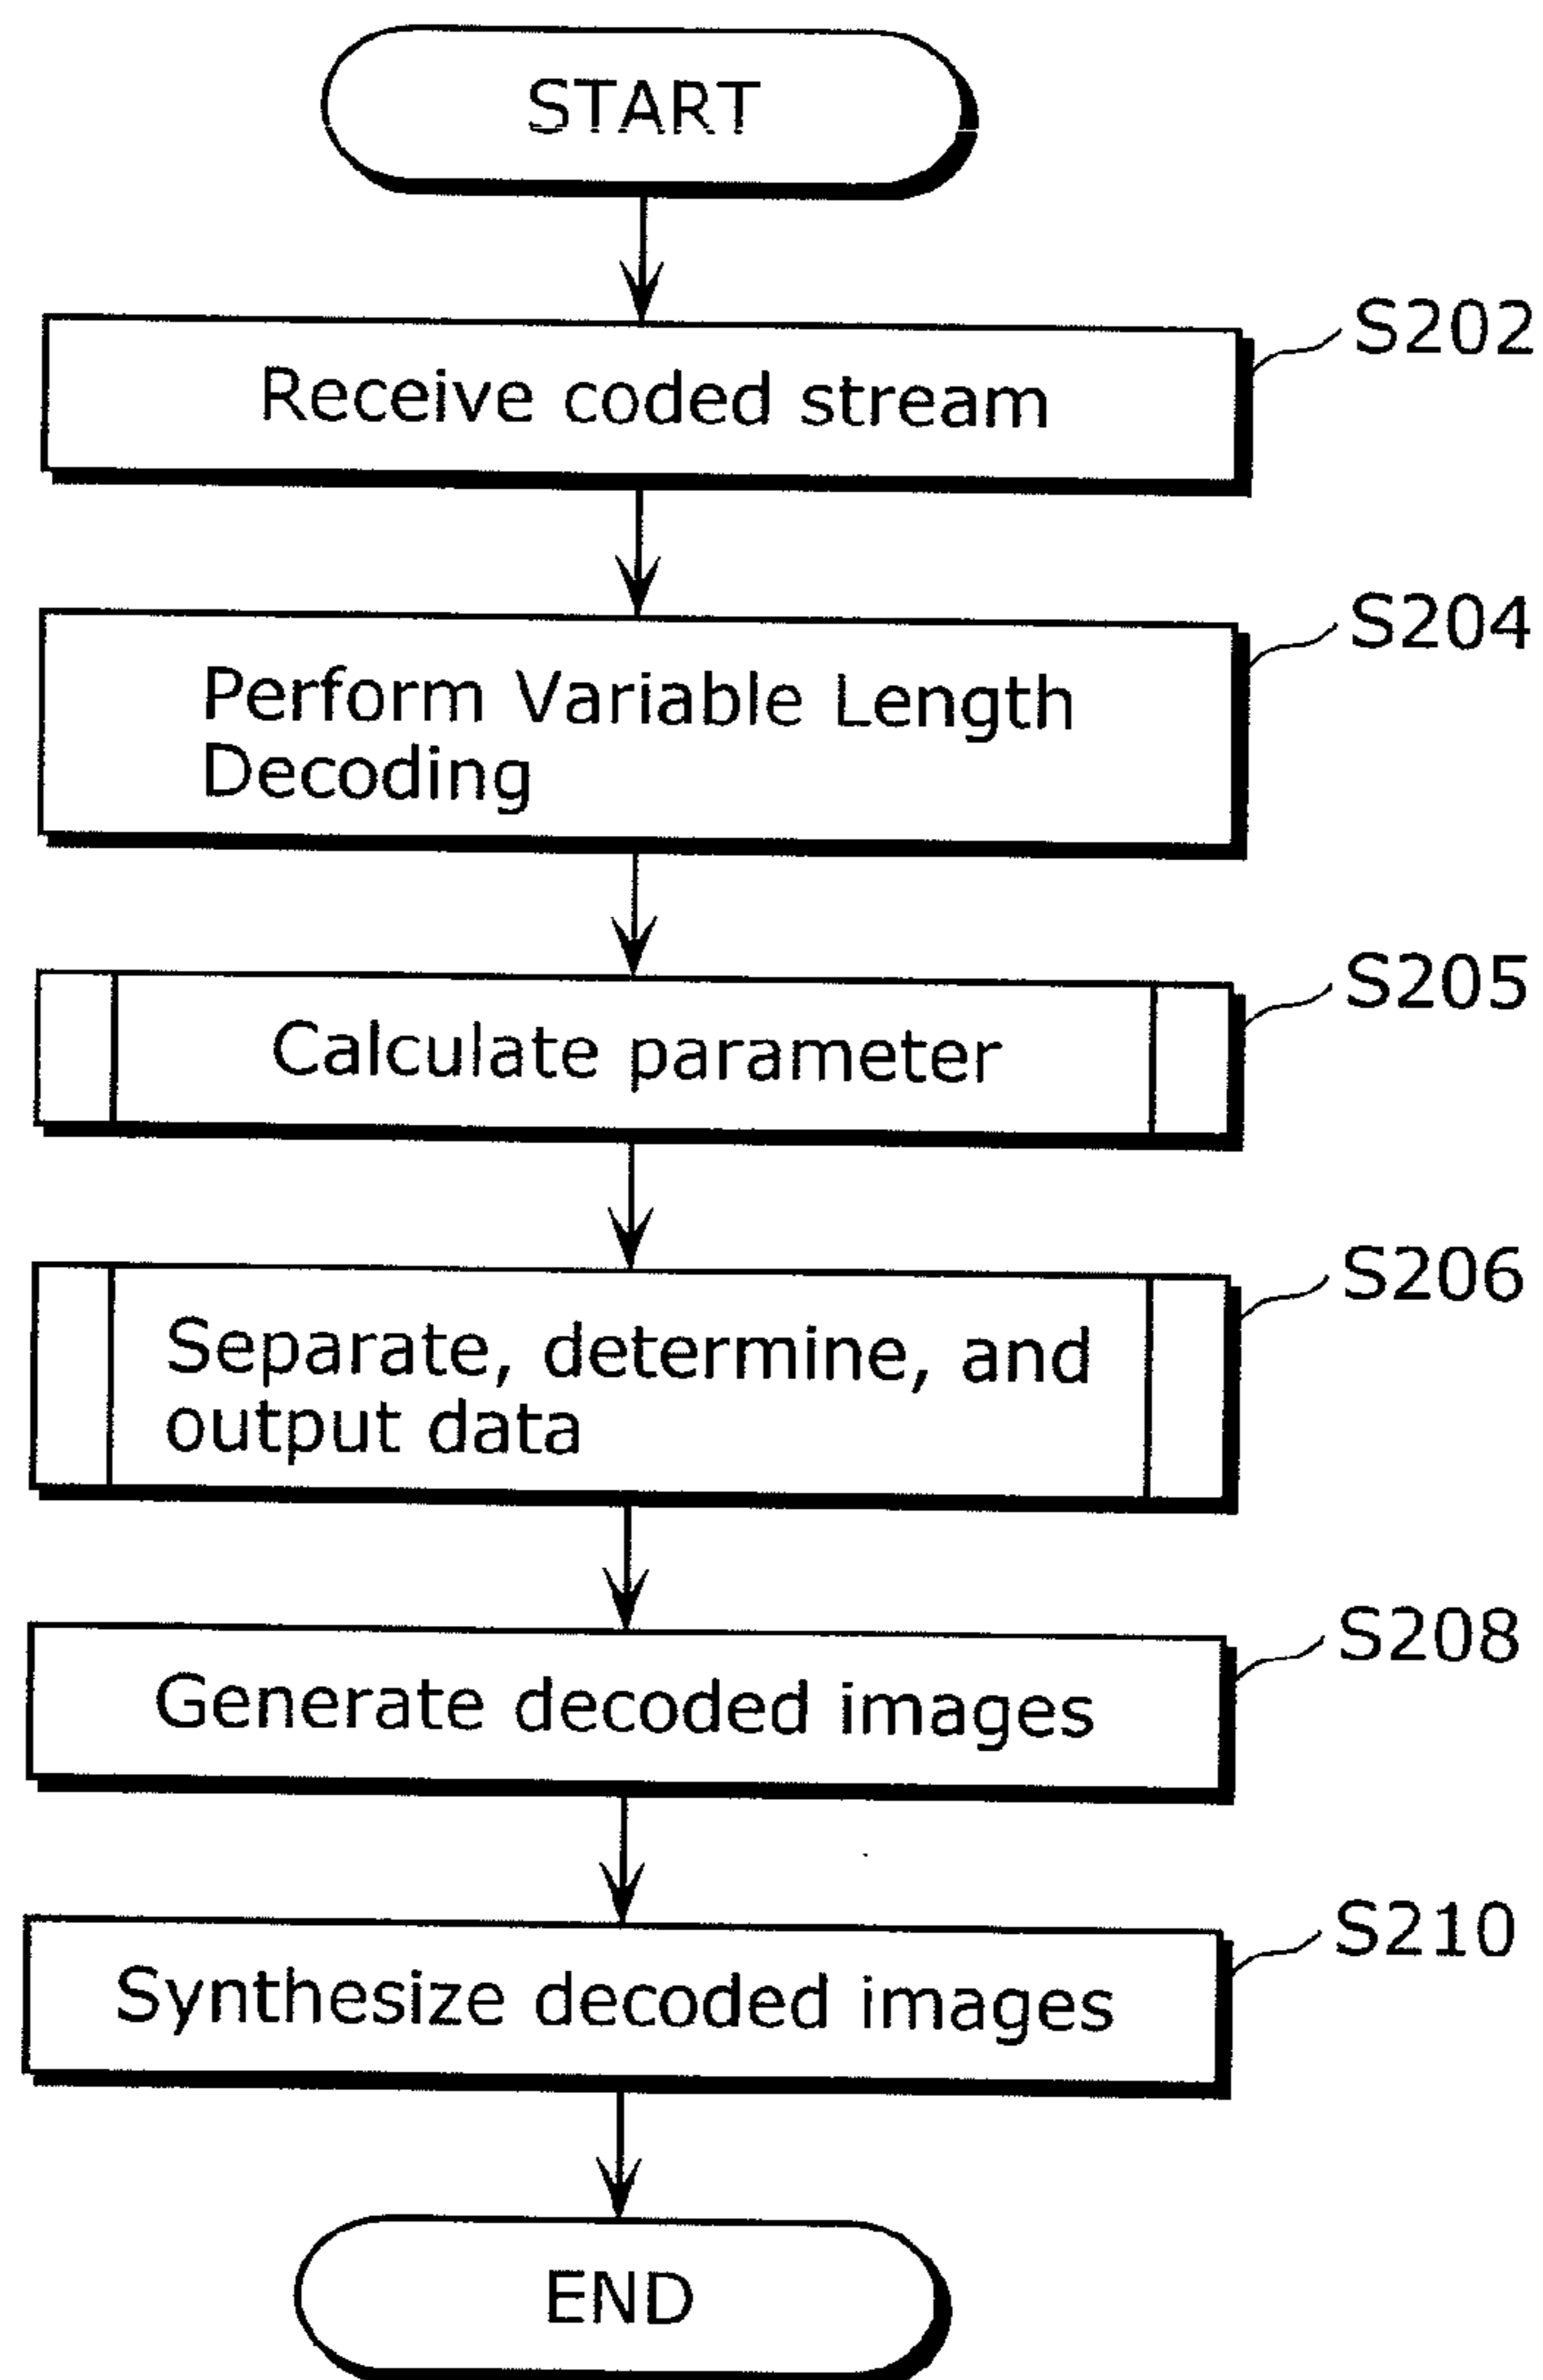 START
S202
Receive coded stream
S204
Perform Variable Length
Decoding
S205
Calculate parameter
S206
Separate, determine, and
output data
S208
Generate decoded images
S210
Synthesize decoded images
END